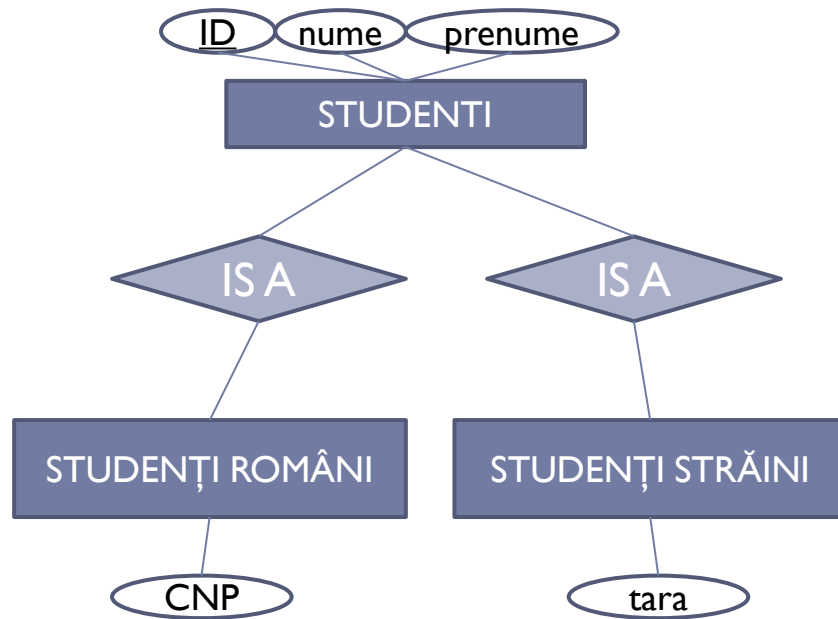 ID nume prenume
STUDENTI
IS A IS A
STUDENȚI ROMÂNI STUDENȚI STRĂINI
CNP tara